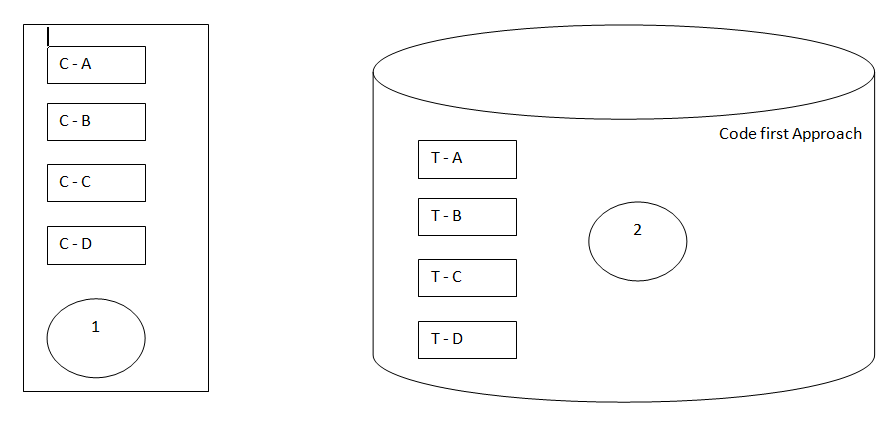 C - A
C - B
C - C
C - D
1
Code first Approach
T - A
T - B
2
T - C
T - D